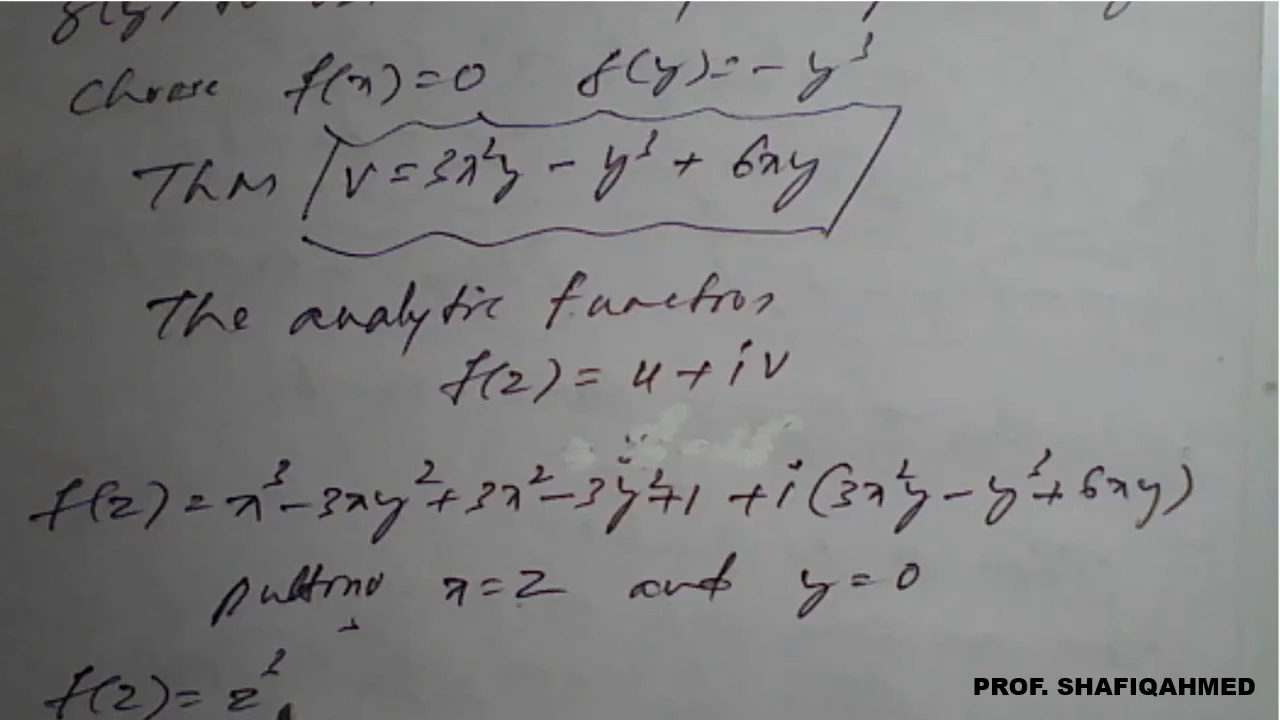 g(y)
Choose f(x)=0 g(y)=-y³
Thus v=3x²y - y³ + 6xy
The analytic function
f(z) = u + iv
f(z) = x³ - 3xy² + 3x² - 3y² + 1 + i(3x²y - y³ + 6xy)
putting x=z and y=0
f(z) = z³
PROF. SHAFIQAHMED